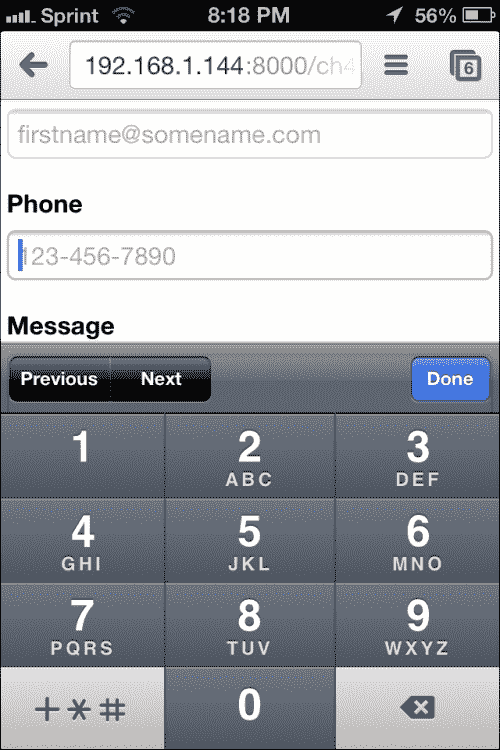 Sprint 8:18 PM 56%
192.168.1.144:8000/ch4 6
firstname@somename.com
Phone
123-456-7890
Message
Previous Next Done
1 2 3
ABC DEF
4 5 6
GHI JKL MNO
7 8 9
PQRS TUV WXYZ
+*# 0